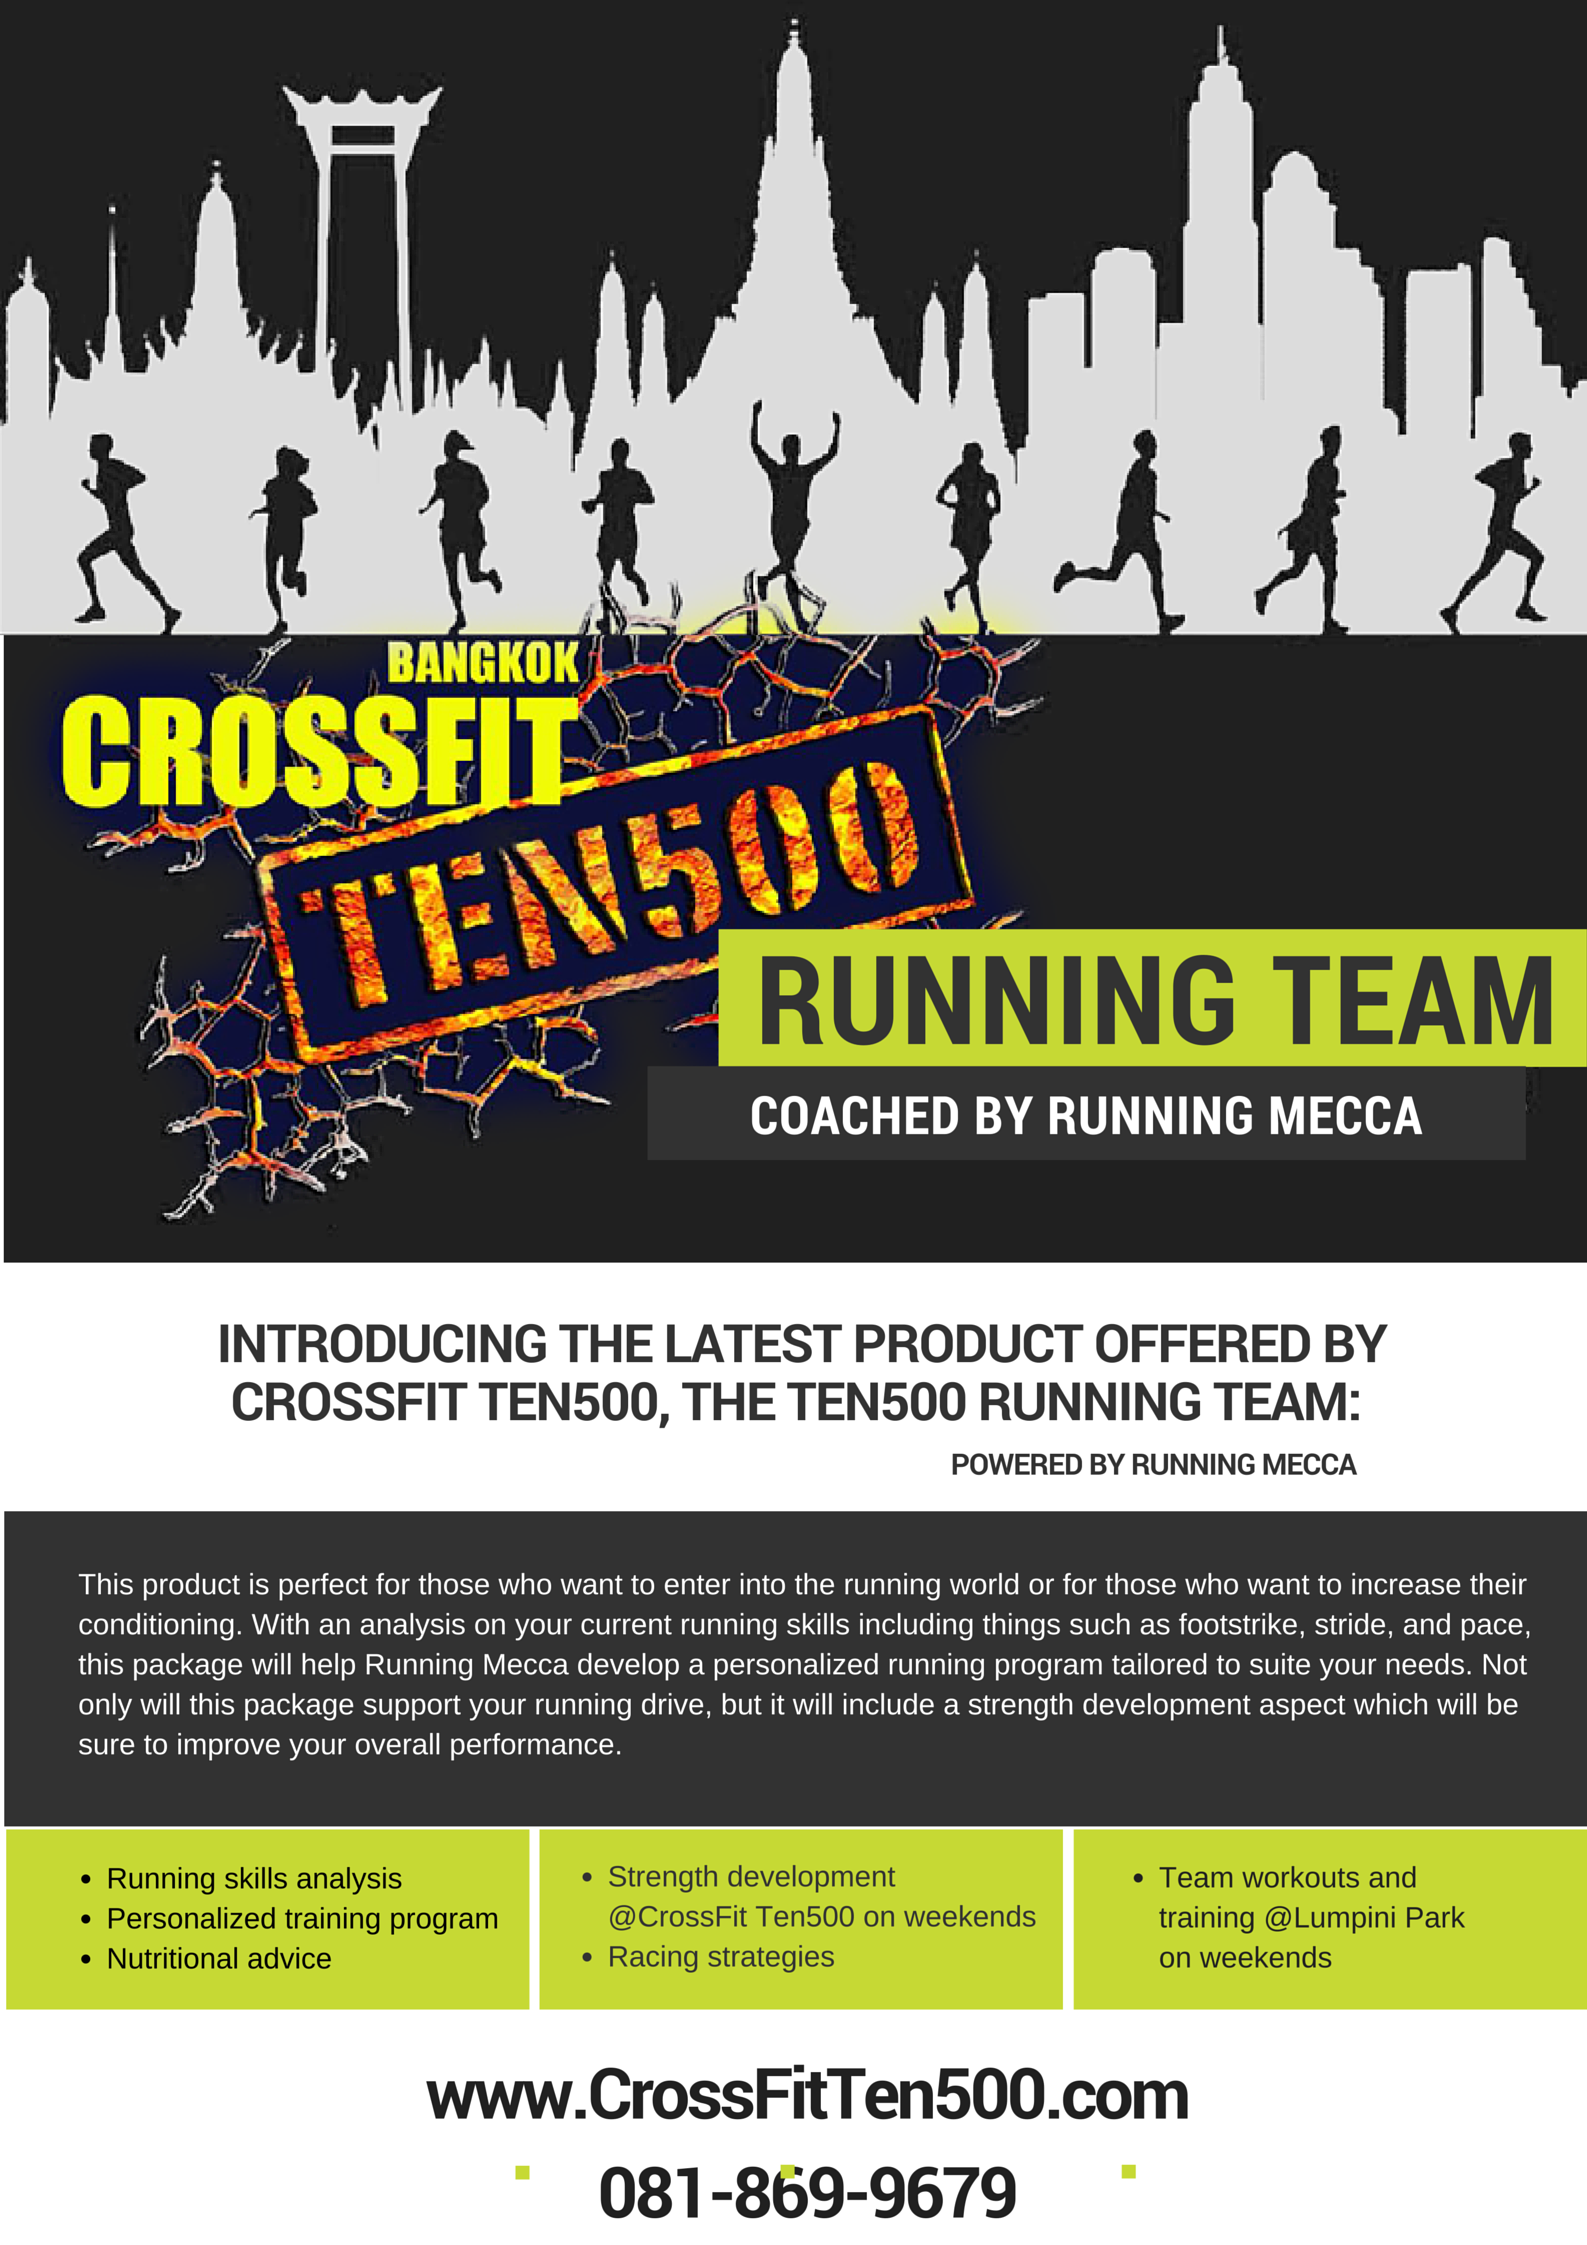 BANGKOK
CROSSFIT
TEN500
RUNNING TEAM
COACHED BY RUNNING MECCA
INTRODUCING THE LATEST PRODUCT OFFERED BY
CROSSFIT TEN500, THE TEN500 RUNNING TEAM:
POWERED BY RUNNING MECCA
This product is perfect for those who want to enter into the running world or for those who want to increase their
conditioning. With an analysis on your current running skills including things such as footstrike, stride, and pace,
this package will help Running Mecca develop a personalized running program tailored to suite your needs. Not
only will this package support your running drive, but it will include a strength development aspect which will be
sure to improve your overall performance.
• Running skills analysis
• Personalized training program
• Nutritional advice
• Strength development
@CrossFit Ten500 on weekends
• Racing strategies
• Team workouts and
training @Lumpini Park
on weekends
www.CrossFitTen500.com
081-869-9679